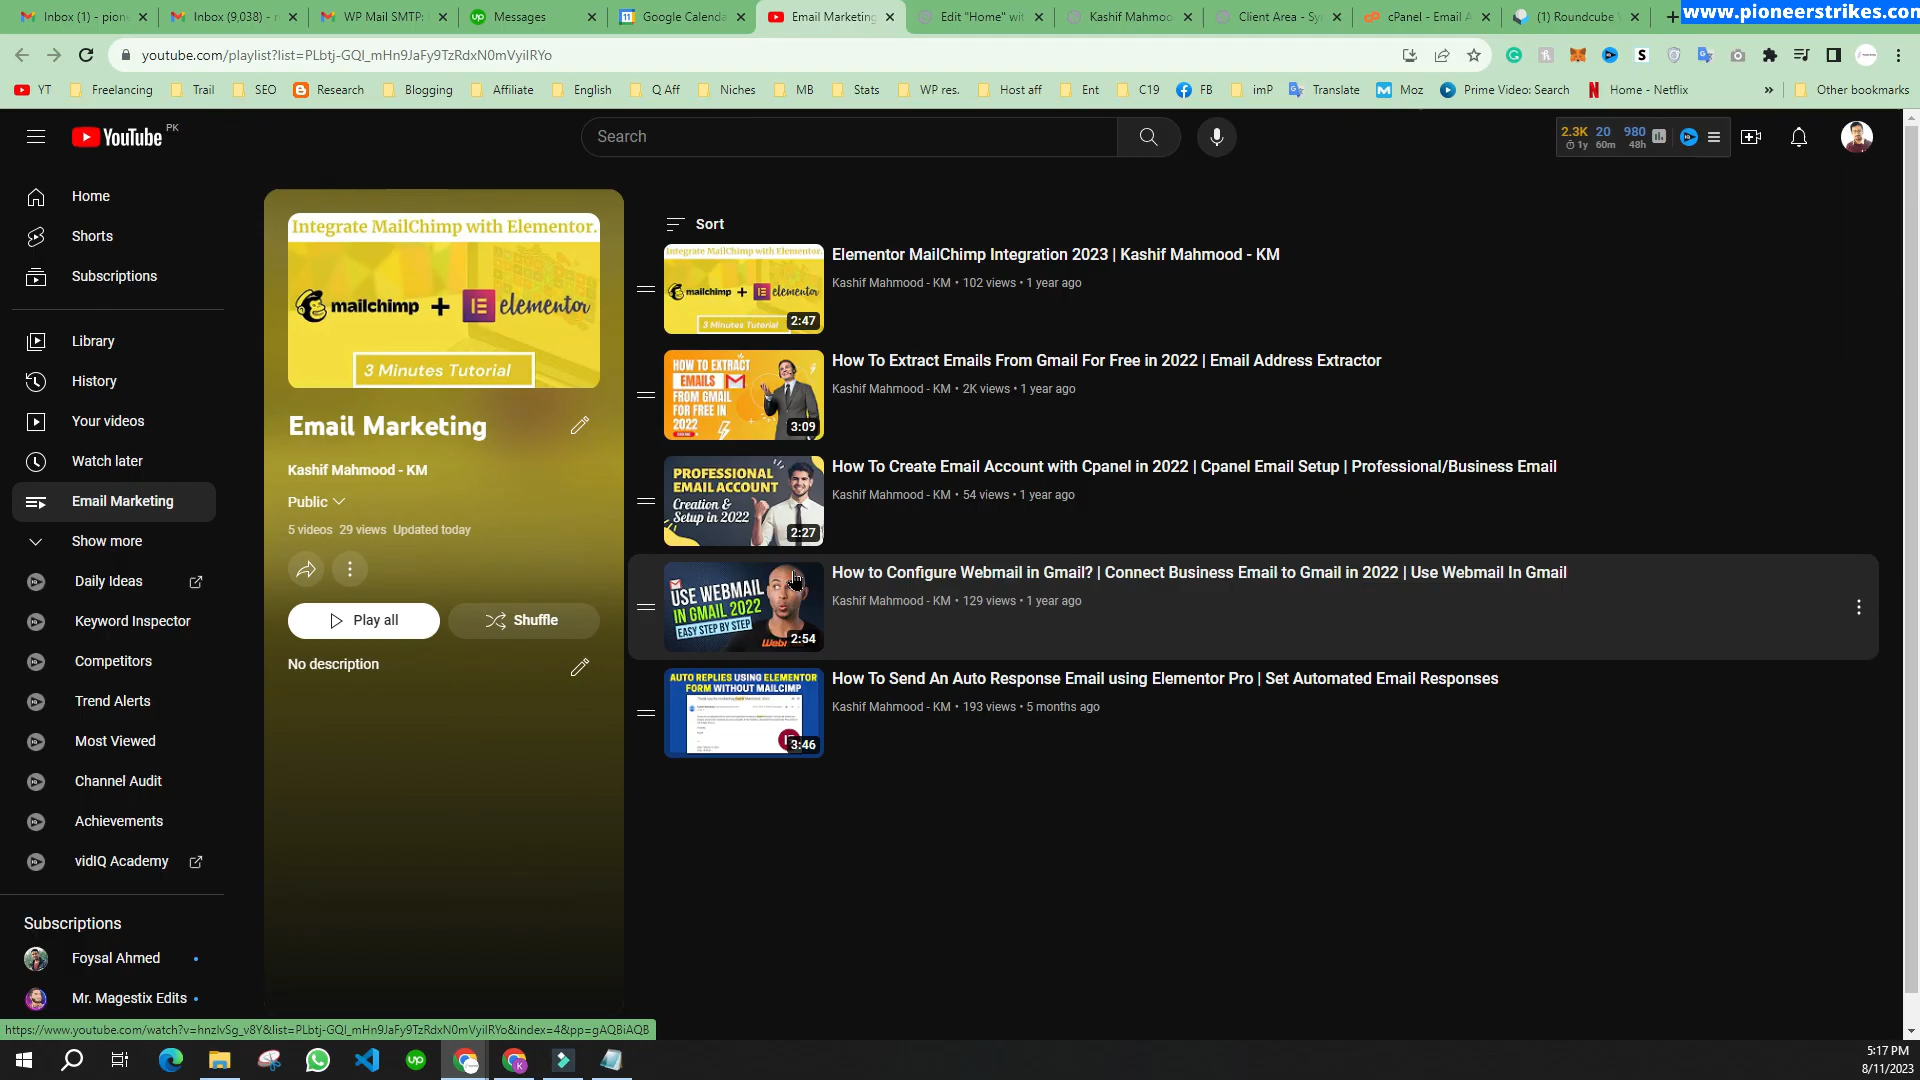 Inbox (1) - pione
Inbox (9,038) - r
WP Mail SMTP:
Messages
Google Calenda
Email Marketing
Edit "Home" wit
Kashif Mahmoo
Client Area - Sy
cPanel - Email A
(1) Roundcube
www.pioneerstrikes.com
youtube.com/playlist?list=PLbtj-GQI_mHn9JaFy9TzRdxN0mVyilRYo
YT
Freelancing
Trail
SEO
Research
Blogging
Affiliate
English
Q Aff
Niches
MB
Stats
WP res.
Host aff
Ent
C19
FB
imP
Translate
Moz
Prime Video: Search
Home - Netflix
Other bookmarks
YouTube PK
Search
2.3K 20 980
1y 60m 48h
Home
Shorts
Subscriptions
Library
History
Your videos
Watch later
Email Marketing
Show more
Daily Ideas
Keyword Inspector
Competitors
Trend Alerts
Most Viewed
Channel Audit
Achievements
vidIQ Academy
Subscriptions
Foysal Ahmed
Mr. Magestix Edits
Integrate MailChimp with Elementor.
mailchimp + elementor
3 Minutes Tutorial
Email Marketing
Kashif Mahmood - KM
Public
5 videos 29 views Updated today
Play all
Shuffle
No description
Sort
Integrate MailChimp with Elementor.
mailchimp + elementor
3 Minutes Tutorial
2:47
Elementor MailChimp Integration 2023 | Kashif Mahmood - KM
Kashif Mahmood - KM • 102 views • 1 year ago
HOW TO EXTRACT
EMAILS
FROM GMAIL
FOR FREE IN
2022
3:09
How To Extract Emails From Gmail For Free in 2022 | Email Address Extractor
Kashif Mahmood - KM • 2K views • 1 year ago
PROFESSIONAL
EMAIL ACCOUNT
Creation &
Setup in 2022
2:27
How To Create Email Account with Cpanel in 2022 | Cpanel Email Setup | Professional/Business Email
Kashif Mahmood - KM • 54 views • 1 year ago
USE WEBMAIL
IN GMAIL 2022
EASY STEP BY STEP
2:54
How to Configure Webmail in Gmail? | Connect Business Email to Gmail in 2022 | Use Webmail In Gmail
Kashif Mahmood - KM • 129 views • 1 year ago
AUTO REPLIES USING ELEMENTOR
FORM WITHOUT MAILCIMP
3:46
How To Send An Auto Response Email using Elementor Pro | Set Automated Email Responses
Kashif Mahmood - KM • 193 views • 5 months ago
https://www.youtube.com/watch?v=hnzlvSg_v8Y&list=PLbtj-GQI_mHn9JaFy9TzRdxN0mVyilRYo&index=4&pp=gAQBiAQB
5:17 PM
8/11/2023